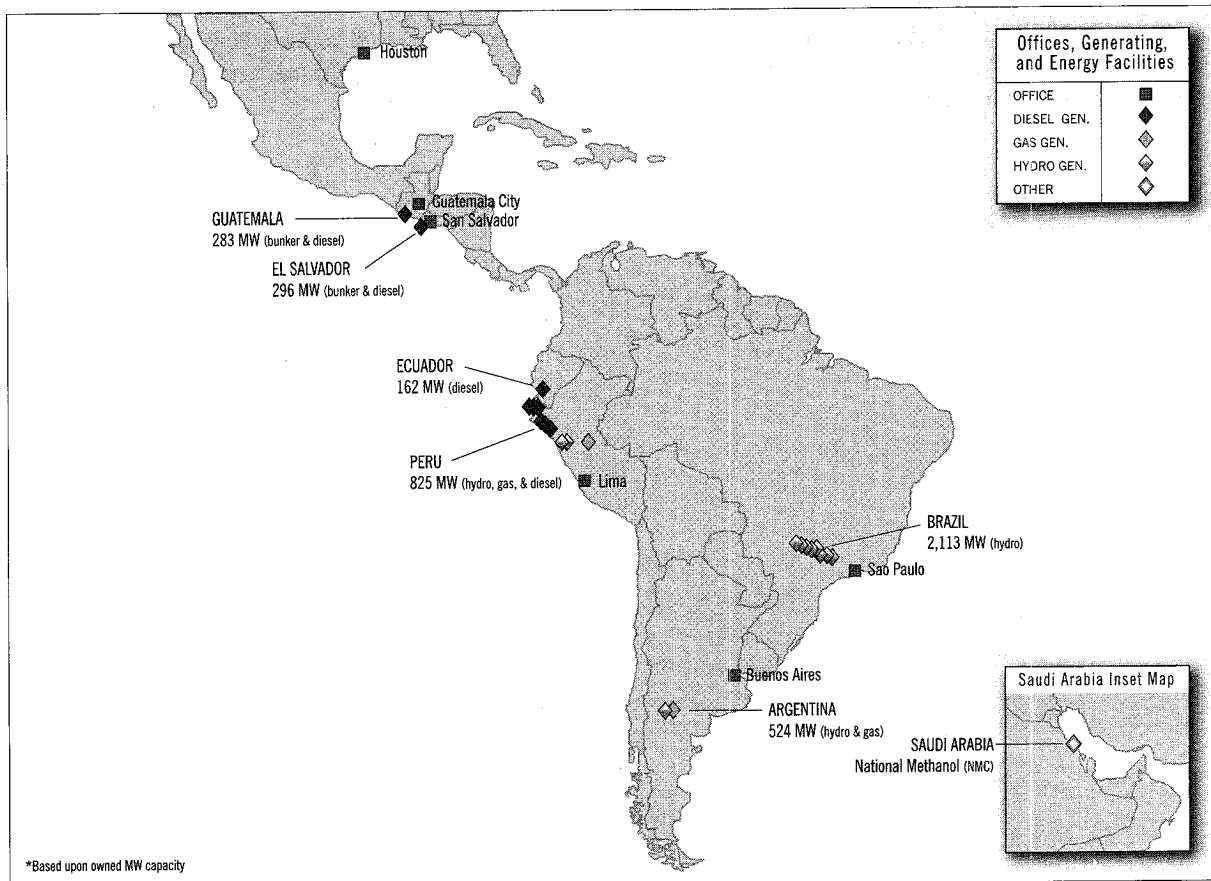 Houston
Offices, Generating,
and Energy Facilities
OFFICE
DIESEL GEN.
GAS GEN.
HYDRO GEN.
OTHER
Guatemala City
San Salvador
GUATEMALA
283 MW (bunker & diesel)
EL SALVADOR
296 MW (bunker & diesel)
ECUADOR
162 MW (diesel)
PERU
825 MW (hydro, gas, & diesel)
Lima
BRAZIL
2,113 MW (hydro)
Sao Paulo
Buenos Aires
ARGENTINA
524 MW (hydro & gas)
Saudi Arabia Inset Map
SAUDI ARABIA
National Methanol (NMC)
*Based upon owned MW capacity